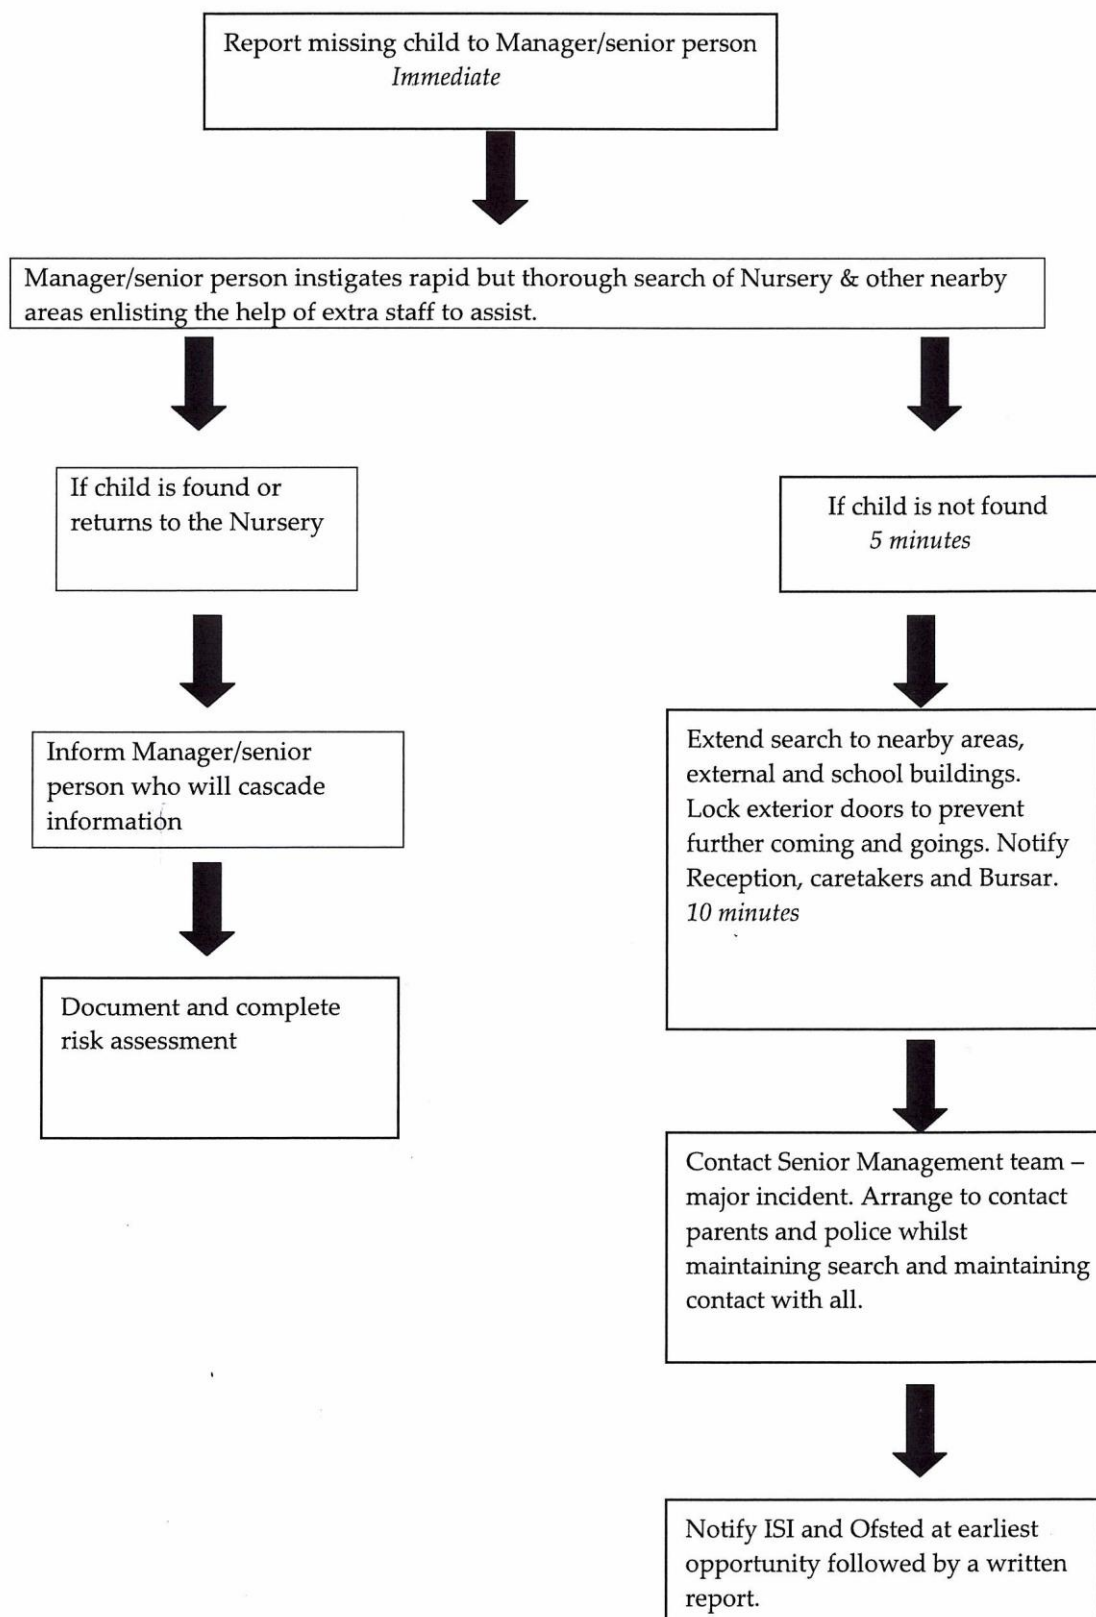 Report missing child to Manager/senior person
Immediate
Manager/senior person instigates rapid but thorough search of Nursery & other nearby
areas enlisting the help of extra staff to assist.
If child is found or
returns to the Nursery
If child is not found
5 minutes
Inform Manager/senior
person who will cascade
information
Extend search to nearby areas,
external and school buildings.
Lock exterior doors to prevent
further coming and goings. Notify
Reception, caretakers and Bursar.
10 minutes
Document and complete
risk assessment
Contact Senior Management team –
major incident. Arrange to contact
parents and police whilst
maintaining search and maintaining
contact with all.
Notify ISI and Ofsted at earliest
opportunity followed by a written
report.